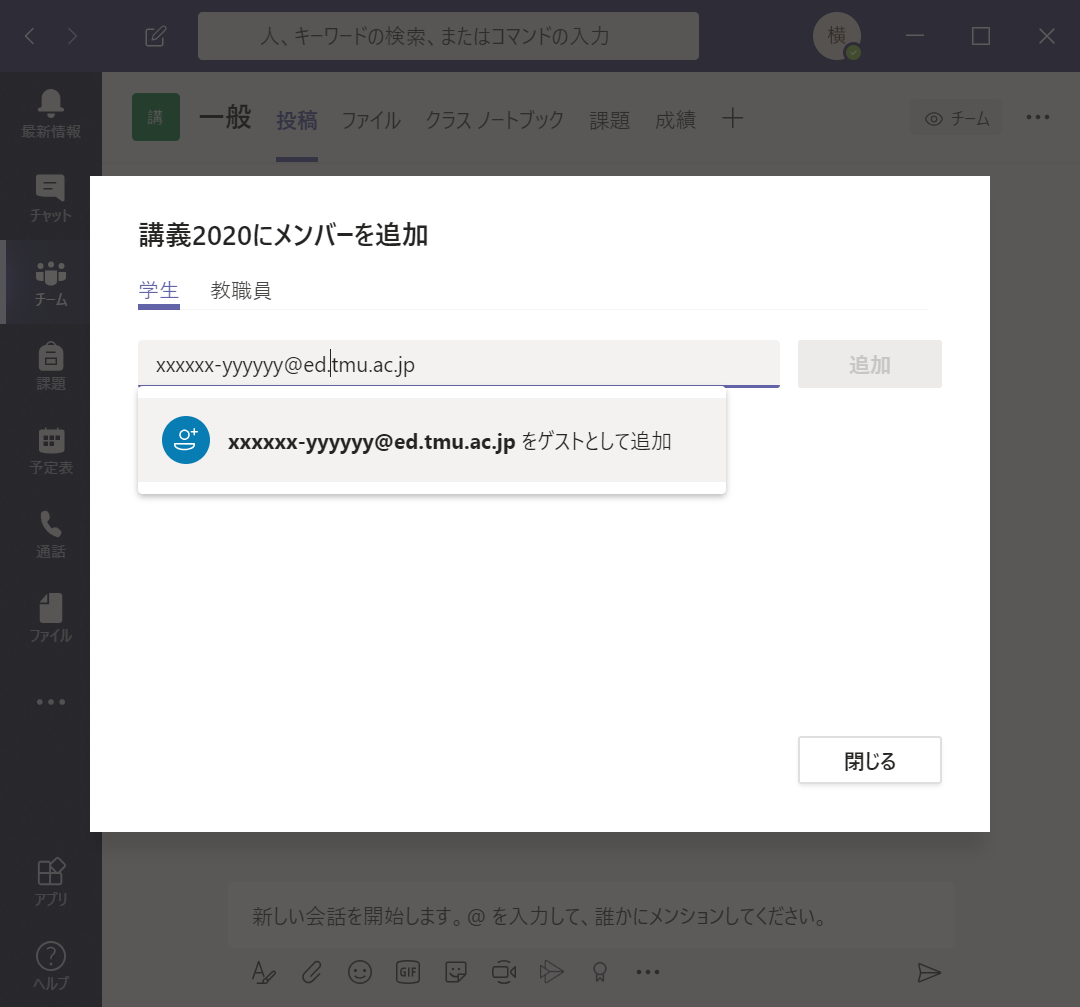 人、キーワードの検索、またはコマンドの入力
横
最新情報
チャット
チーム
課題
予定表
通話
ファイル
アプリ
ヘルプ
講
一般
投稿
ファイル
クラス ノートブック
課題
成績
チーム
講義2020にメンバーを追加
学生
教職員
xxxxxx-yyyyyy@ed.tmu.ac.jp
追加
xxxxxx-yyyyyy@ed.tmu.ac.jp をゲストとして追加
閉じる
新しい会話を開始します。@ を入力して、誰かにメンションしてください。
GIF